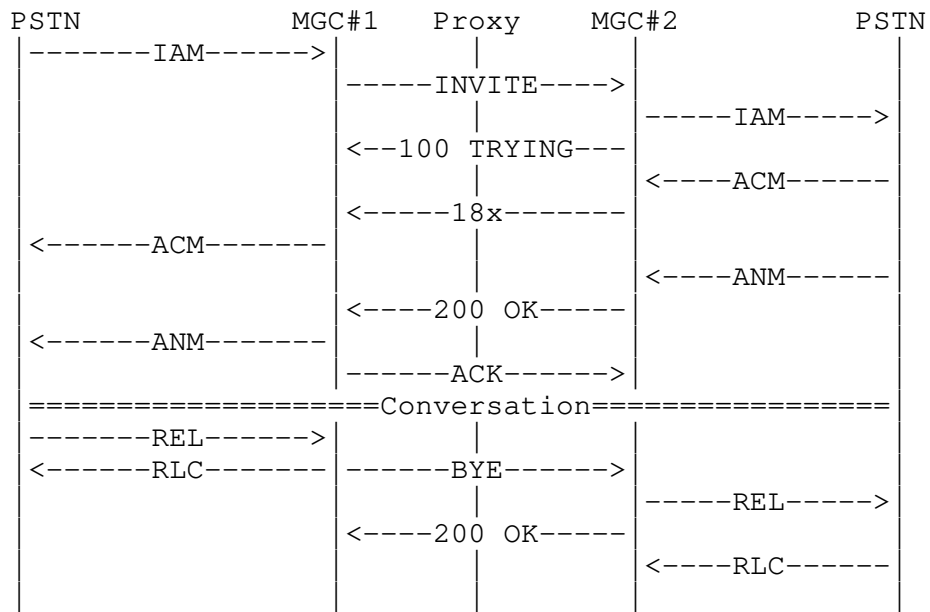 PSTN MGC#1 Proxy MGC#2 PSTN
|-------IAM------>| | | |
| |-----INVITE---->| |
| | | |-----IAM----->|
| |<--100 TRYING---| |
| | | |<----ACM------|
| |<-----18x-------| |
|<------ACM-------| | | |
| | | |<----ANM------|
| |<----200 OK-----| |
|<------ANM-------| | | |
| |------ACK------>| |
|====================Conversation=================|
|-------REL------>| | | |
|<------RLC-------|------BYE------>| |
| | | |-----REL----->|
| |<----200 OK-----| |
| | | |<----RLC------|
| | | | |